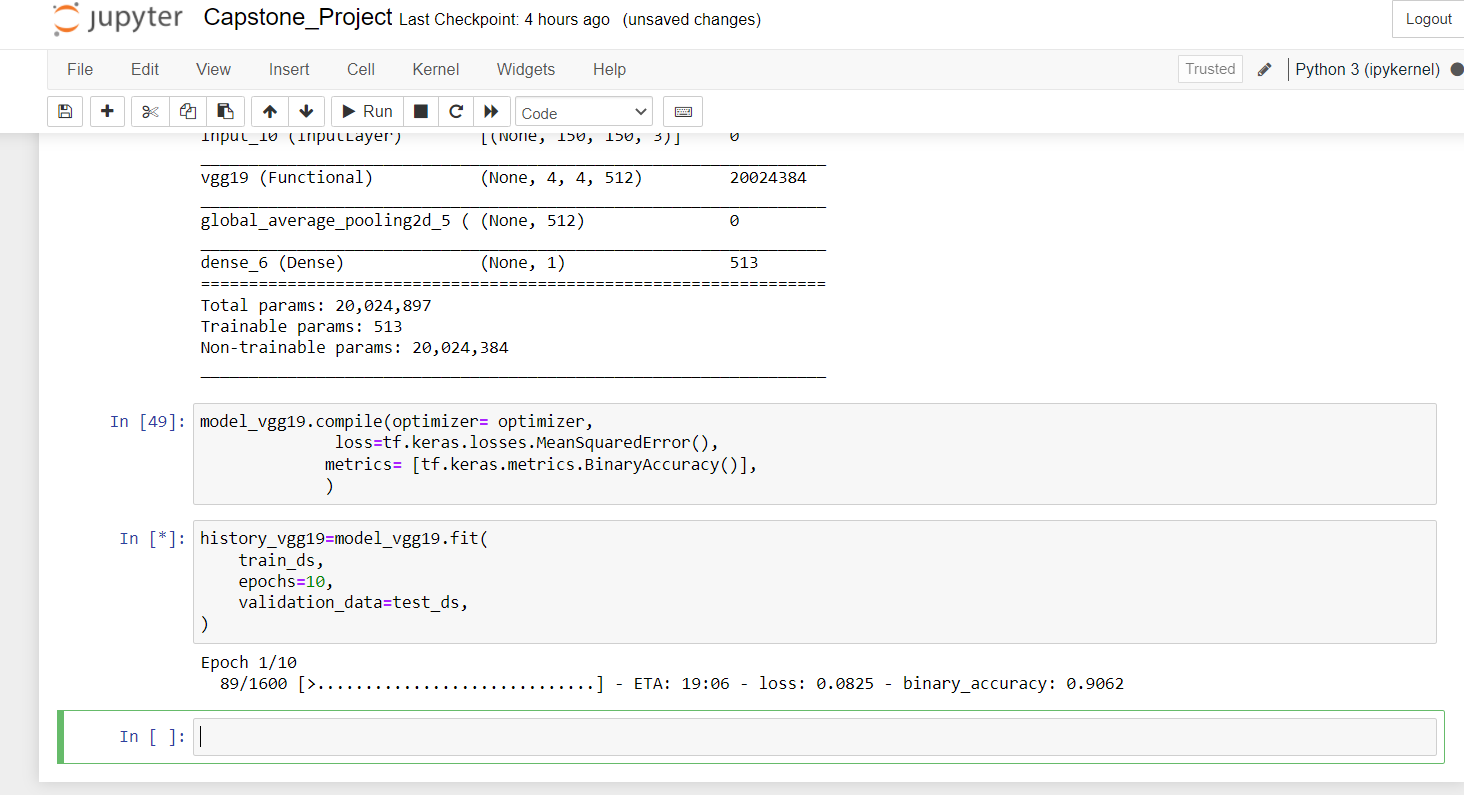 jupyter Capstone_Project Last Checkpoint: 4 hours ago (unsaved changes) Logout
File Edit View Insert Cell Kernel Widgets Help Trusted Python 3 (ipykernel)
Run Code
input_10 (InputLayer) [(None, 150, 150, 3)] 0
_________________________________________________________________
vgg19 (Functional) (None, 4, 4, 512) 20024384
_________________________________________________________________
global_average_pooling2d_5 ( (None, 512) 0
_________________________________________________________________
dense_6 (Dense) (None, 1) 513
=================================================================
Total params: 20,024,897
Trainable params: 513
Non-trainable params: 20,024,384
_________________________________________________________________
In [49]: model_vgg19.compile(optimizer= optimizer,
loss=tf.keras.losses.MeanSquaredError(),
metrics= [tf.keras.metrics.BinaryAccuracy()],
)
In [*]: history_vgg19=model_vgg19.fit(
train_ds,
epochs=10,
validation_data=test_ds,
)
Epoch 1/10
89/1600 [>.............................] - ETA: 19:06 - loss: 0.0825 - binary_accuracy: 0.9062
In [ ]: